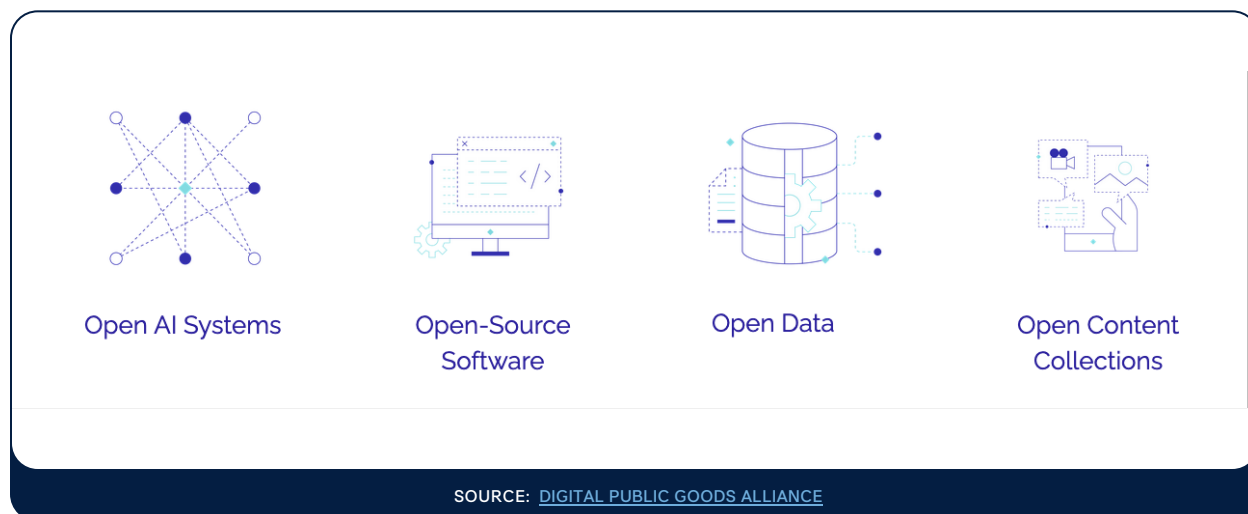 Open AI Systems
Open-Source
Software
Open Data
Open Content
Collections
SOURCE: DIGITAL PUBLIC GOODS ALLIANCE